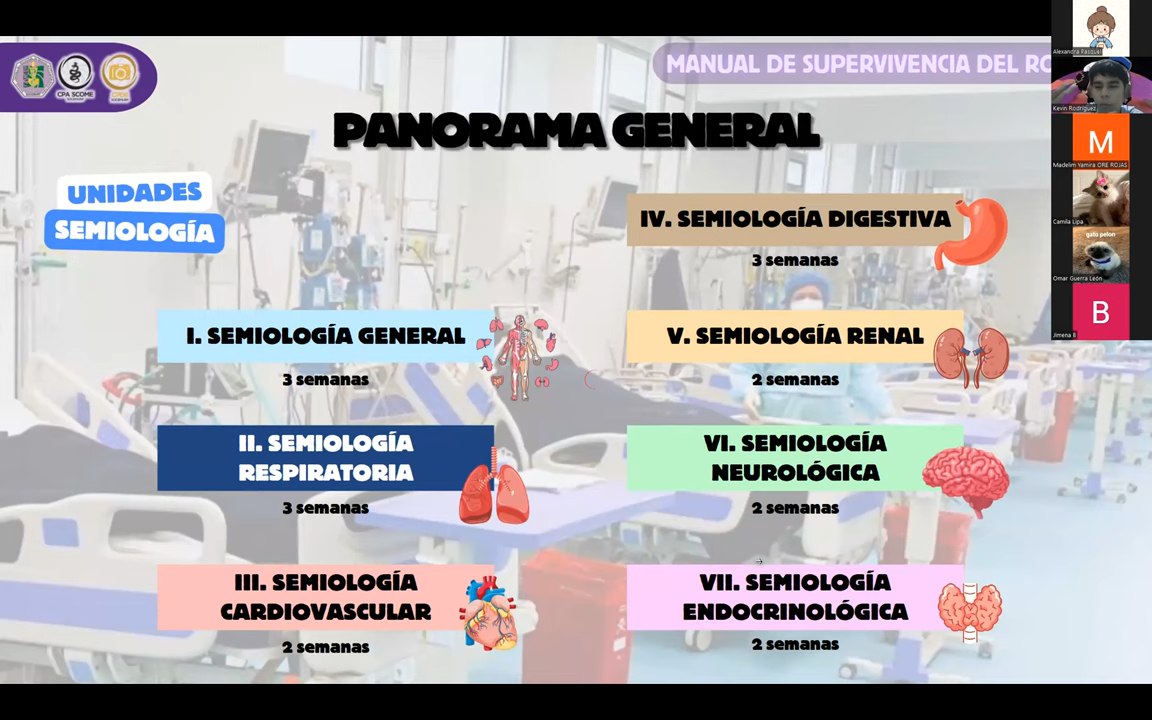 MANUAL DE SUPERVIVENCIA DEL RO
CPA SCOME
PANORAMA GENERAL
UNIDADES
SEMIOLOGÍA
I. SEMIOLOGÍA GENERAL
3 semanas
II. SEMIOLOGÍA
RESPIRATORIA
3 semanas
III. SEMIOLOGÍA
CARDIOVASCULAR
2 semanas
IV. SEMIOLOGÍA DIGESTIVA
3 semanas
V. SEMIOLOGÍA RENAL
2 semanas
VI. SEMIOLOGÍA
NEUROLÓGICA
2 semanas
VII. SEMIOLOGÍA
ENDOCRINOLÓGICA
2 semanas
Alexandra Pasquel
Kevin Rodriguez
M
Madelim Yamira ORE ROJAS
Camila Lipa
gato pelon
Omar Guerra León
B
Jimena B